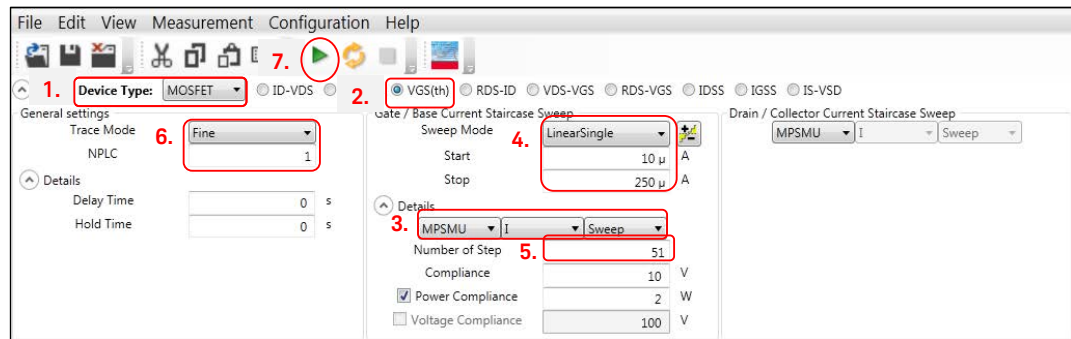 File Edit View Measurement Configuration Help
7.
1. Device Type: MOSFET ID-VDS 2. VGS(th) RDS-ID VDS-VGS RDS-VGS IDSS IGSS IS-VSD
General settings
Trace Mode 6. Fine
NPLC 1
Details
Delay Time 0 s
Hold Time 0 s
Gate / Base Current Staircase Sweep
Sweep Mode 4. LinearSingle
Start 10 µ A
Stop 250 µ A
Details
3. MPSMU I Sweep
Number of Step 5. 51
Compliance 10 V
Power Compliance 2 W
Voltage Compliance 100 V
Drain / Collector Current Staircase Sweep
MPSMU I Sweep